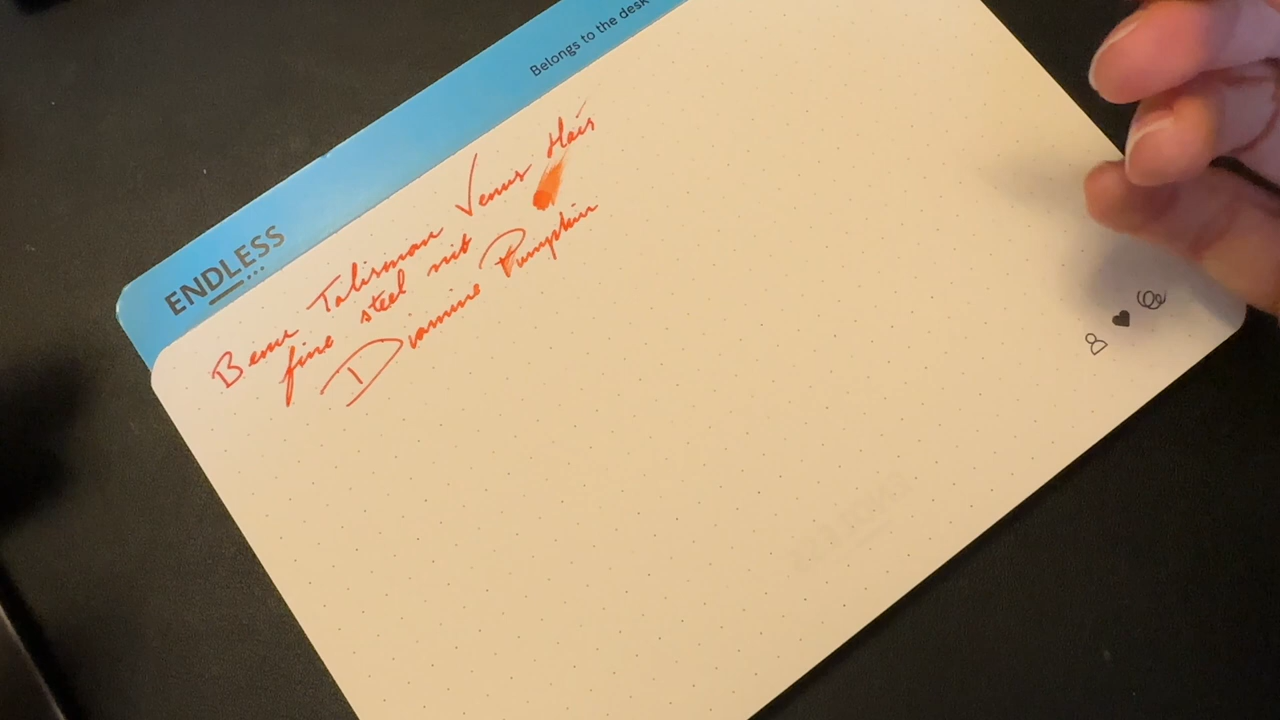 Belongs to the desk
ENDLESS
Benu Talisman Venus Hair
fine steel nib
Diamine Pumpkin